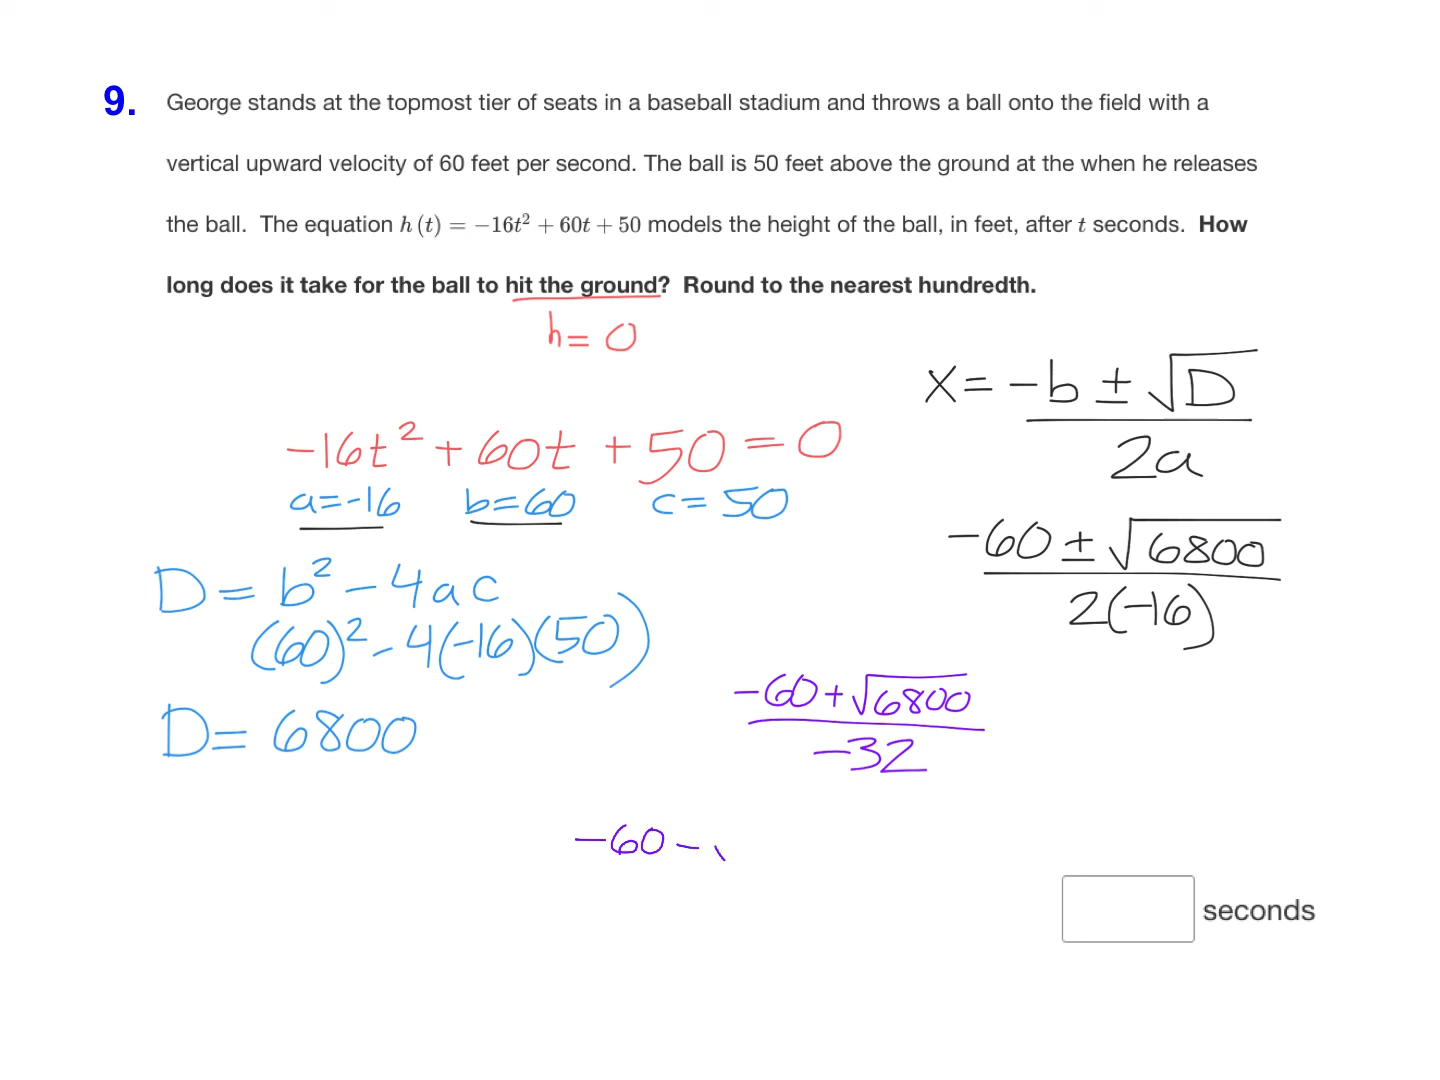 9. George stands at the topmost tier of seats in a baseball stadium and throws a ball onto the field with a
vertical upward velocity of 60 feet per second. The ball is 50 feet above the ground at the when he releases
the ball. The equation h (t) = −16t² + 60t + 50 models the height of the ball, in feet, after t seconds. How
long does it take for the ball to hit the ground? Round to the nearest hundredth.
h = 0
x = -b ± √D
2a
-16t² + 60t + 50 = 0
a=-16 b=60 c=50
-60 ± √6800
2(-16)
D = b² - 4ac
(60)² - 4(-16)(50)
D= 6800
-60+√6800
-32
-60 -
seconds